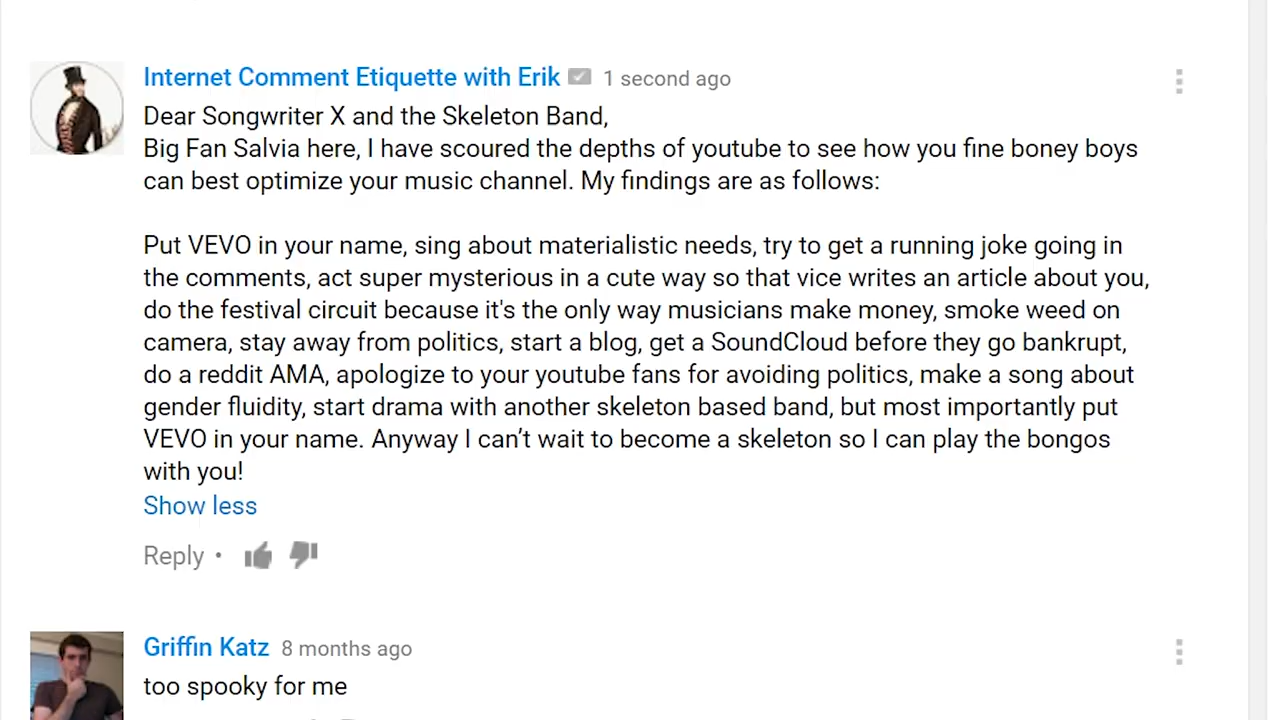 Internet Comment Etiquette with Erik 1 second ago
Dear Songwriter X and the Skeleton Band,
Big Fan Salvia here, I have scoured the depths of youtube to see how you fine boney boys
can best optimize your music channel. My findings are as follows:
Put VEVO in your name, sing about materialistic needs, try to get a running joke going in
the comments, act super mysterious in a cute way so that vice writes an article about you,
do the festival circuit because it's the only way musicians make money, smoke weed on
camera, stay away from politics, start a blog, get a SoundCloud before they go bankrupt,
do a reddit AMA, apologize to your youtube fans for avoiding politics, make a song about
gender fluidity, start drama with another skeleton based band, but most importantly put
VEVO in your name. Anyway I can’t wait to become a skeleton so I can play the bongos
with you!
Show less
Reply •
Griffin Katz 8 months ago
too spooky for me